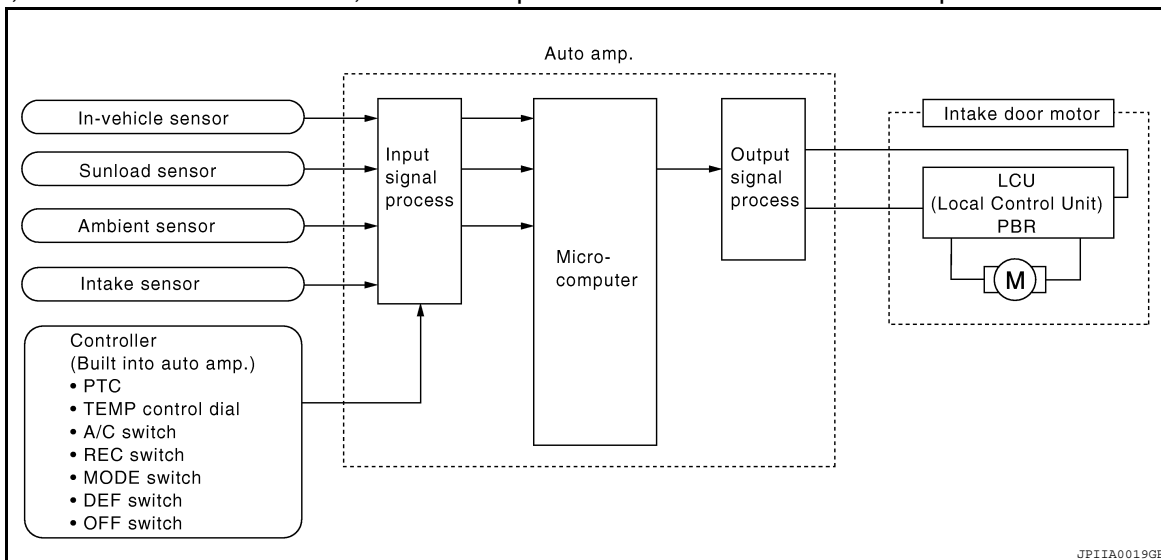 Auto amp.
In-vehicle sensor
Sunload sensor
Ambient sensor
Intake sensor
Controller
(Built into auto amp.)
• PTC
• TEMP control dial
• A/C switch
• REC switch
• MODE switch
• DEF switch
• OFF switch
Input
signal
process
Micro-
computer
Output
signal
process
Intake door motor
LCU
(Local Control Unit)
PBR
M